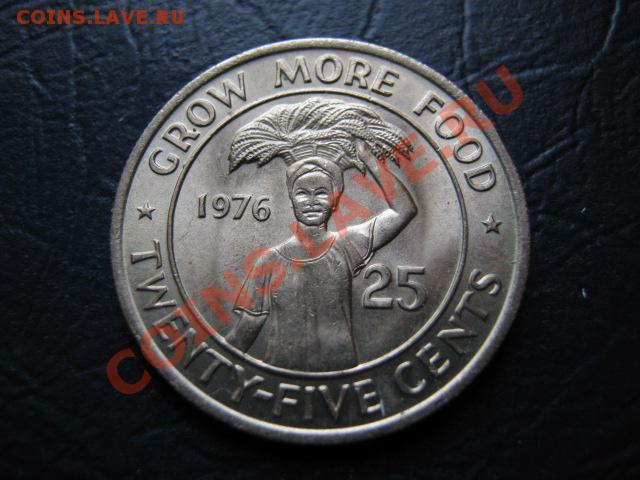 COINS.LAVE.RU
GROW MORE FOOD
1976
25
TWENTY-FIVE CENTS
COINS.LAVE.RU